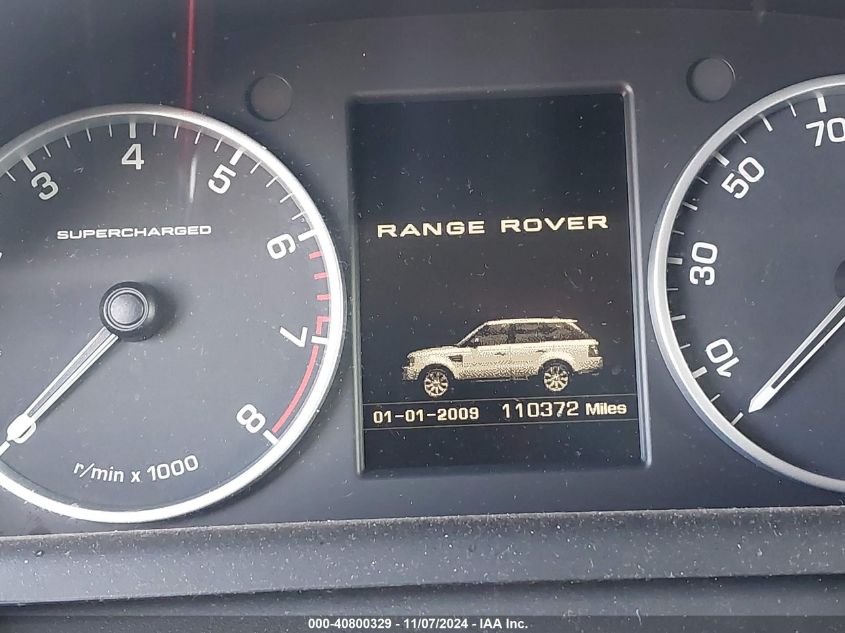 3
4
5
6
7
8
0
SUPERCHARGED
r/min x 1000
RANGE ROVER
01-01-2009 110372 Miles
10
30
50
70
000-40800329 - 11/07/2024 - IAA Inc.